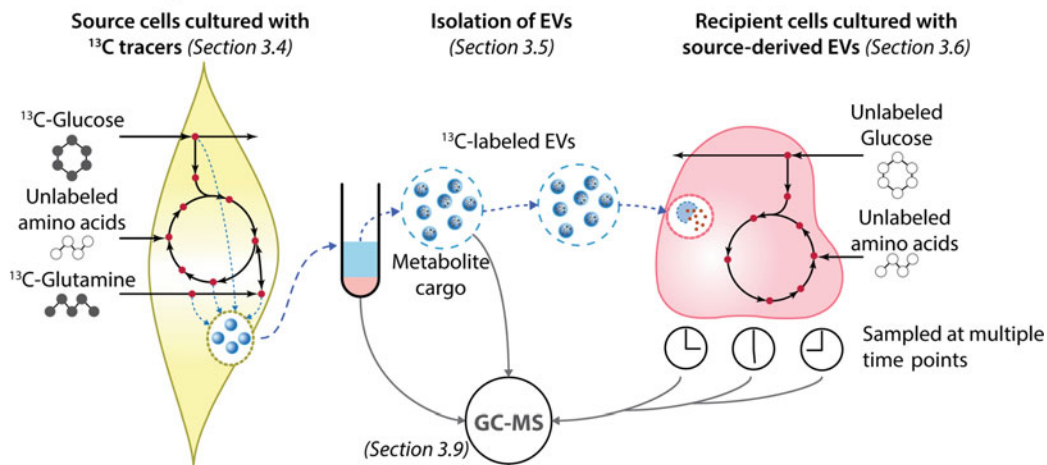 Source cells cultured with
¹³C tracers (Section 3.4)
Isolation of EVs
(Section 3.5)
Recipient cells cultured with
source-derived EVs (Section 3.6)
¹³C-Glucose
Unlabeled
amino acids
¹³C-Glutamine
¹³C-labeled EVs
Metabolite
cargo
Unlabeled
Glucose
Unlabeled
amino acids
Sampled at multiple
time points
GC-MS
(Section 3.9)